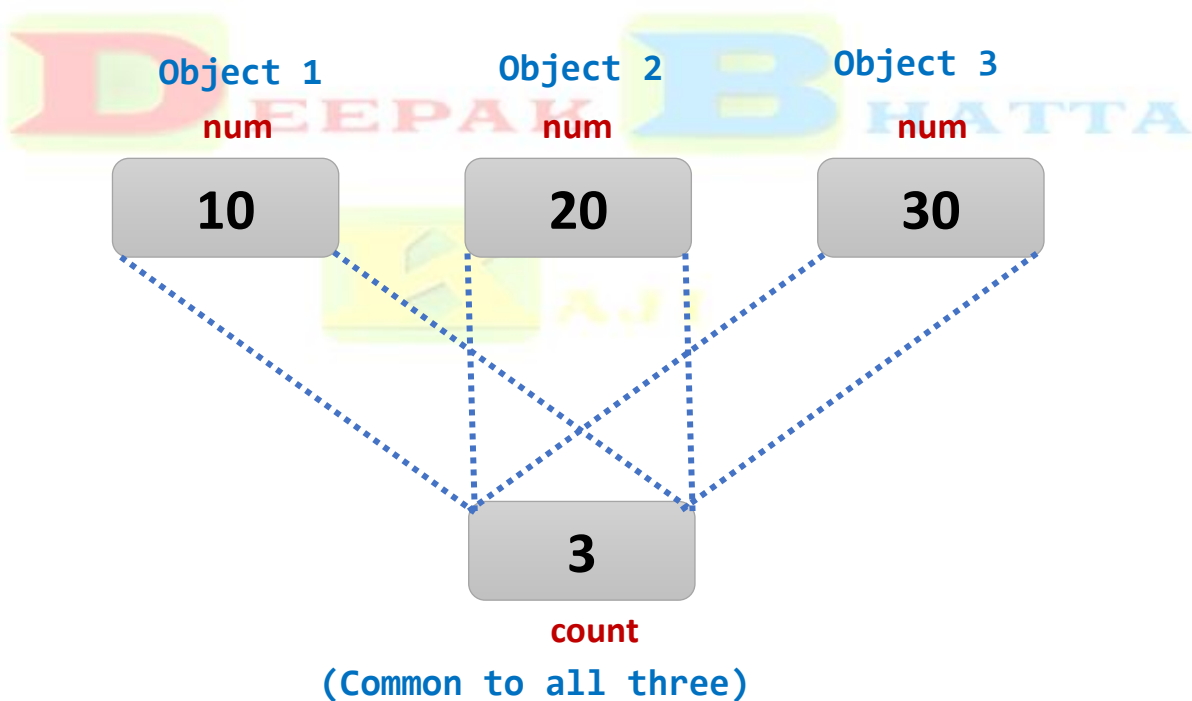 DEEPAK BHATTA
Object 1 Object 2 Object 3
num num num
10 20 30
3
count
(Common to all three)